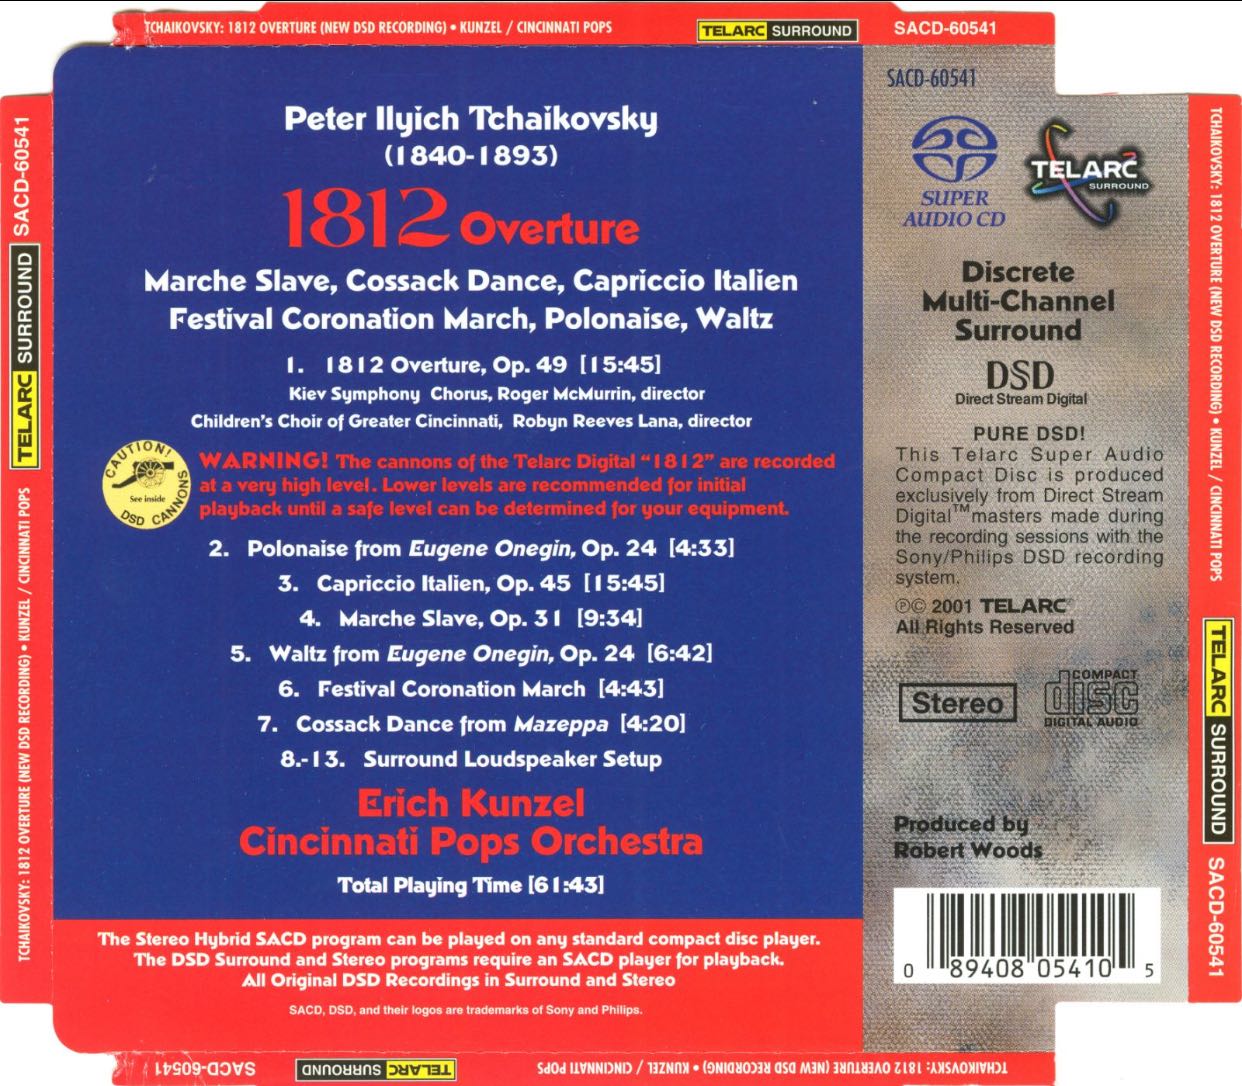 TCHAIKOVSKY: 1812 OVERTURE (NEW DSD RECORDING) • KUNZEL / CINCINNATI POPS
TELARC SURROUND
SACD-60541
Peter Ilyich Tchaikovsky
(1840-1893)
1812 Overture
Marche Slave, Cossack Dance, Capriccio Italien
Festival Coronation March, Polonaise, Waltz
1. 1812 Overture, Op. 49 [15:45]
Kiev Symphony Chorus, Roger McMurrin, director
Children's Choir of Greater Cincinnati, Robyn Reeves Lana, director
CAUTION!
See inside
DSD CANNONS
WARNING! The cannons of the Telarc Digital "1812" are recorded
at a very high level. Lower levels are recommended for initial
playback until a safe level can be determined for your equipment.
2. Polonaise from Eugene Onegin, Op. 24 [4:33]
3. Capriccio Italien, Op. 45 [15:45]
4. Marche Slave, Op. 31 [9:34]
5. Waltz from Eugene Onegin, Op. 24 [6:42]
6. Festival Coronation March [4:43]
7. Cossack Dance from Mazeppa [4:20]
8.-13. Surround Loudspeaker Setup
Erich Kunzel
Cincinnati Pops Orchestra
Total Playing Time [61:43]
The Stereo Hybrid SACD program can be played on any standard compact disc player.
The DSD Surround and Stereo programs require an SACD player for playback.
All Original DSD Recordings in Surround and Stereo
SACD, DSD, and their logos are trademarks of Sony and Philips.
SACD-60541
SUPER
AUDIO CD
TELARC
SURROUND
Discrete
Multi-Channel
Surround
DSD
Direct Stream Digital
PURE DSD!
This Telarc Super Audio
Compact Disc is produced
exclusively from Direct Stream
Digital™ masters made during
the recording sessions with the
Sony/Philips DSD recording
system.
℗© 2001 TELARC
All Rights Reserved
Stereo
COMPACT
disc
DIGITAL AUDIO
Produced by
Robert Woods
0 89408 05410 5
SACD-60541
TELARC SURROUND
TCHAIKOVSKY: 1812 OVERTURE (NEW DSD RECORDING) • KUNZEL / CINCINNATI POPS
TCHAIKOVSKY: 1812 OVERTURE (NEW DSD RECORDING) • KUNZEL / CINCINNATI POPS
TELARC SURROUND
SACD-60541
TCHAIKOVSKY: 1812 OVERTURE (NEW DSD RECORDING) • KUNZEL / CINCINNATI POPS
TELARC SURROUND
SACD-60541